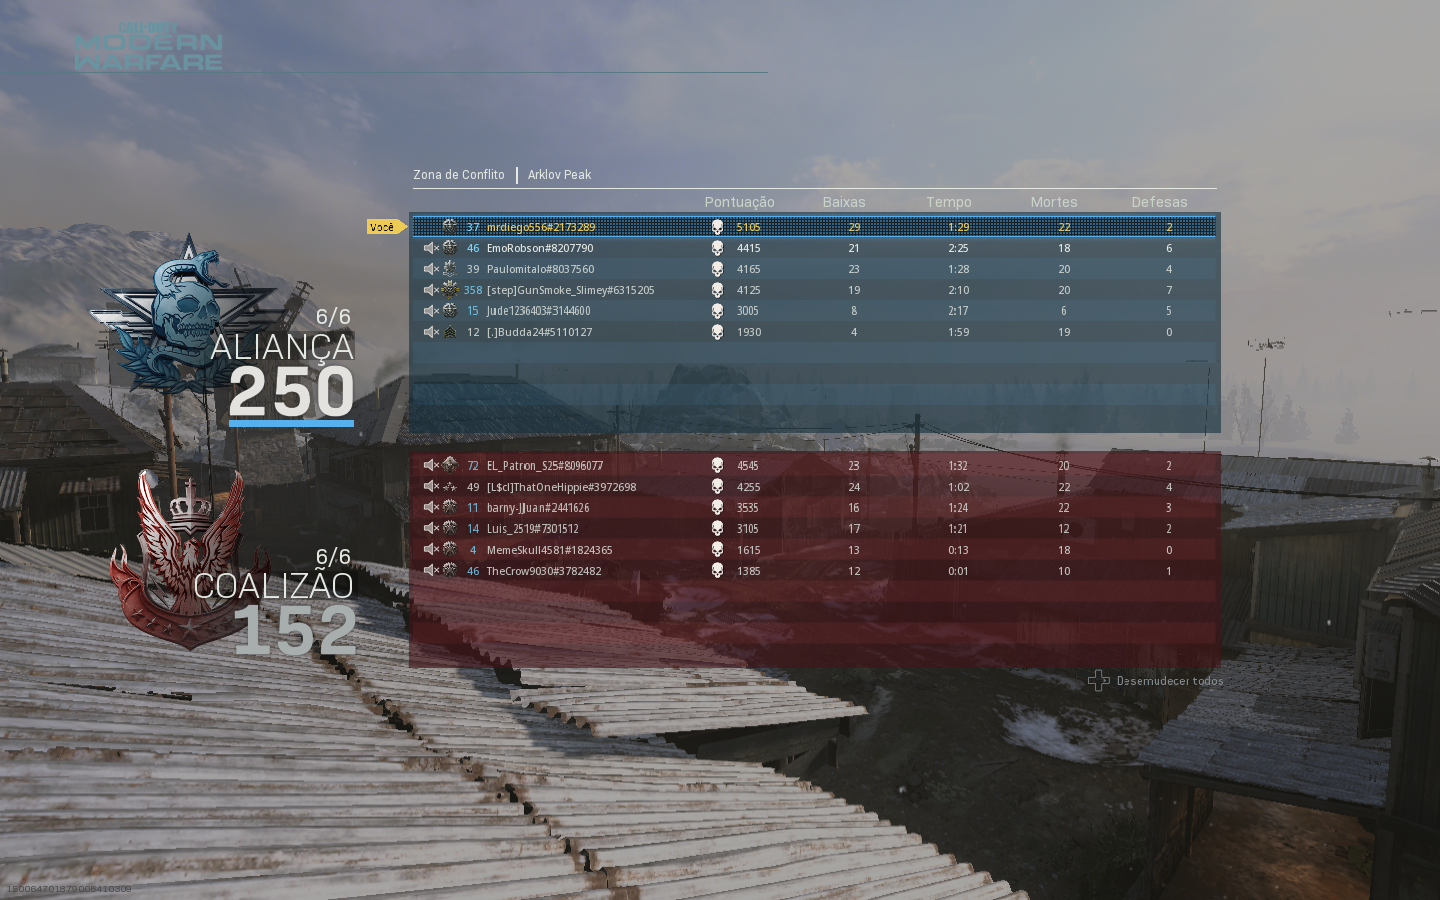 CALL OF DUTY
MODERN
WARFARE
Zona de Conflito | Arklov Peak
Pontuação Baixas Tempo Mortes Defesas
Você 37 mrdiego556#2173289 5105 29 1:29 22 2
46 EmoRobson#8207790 4415 21 2:25 18 6
39 Paulomitalo#8037560 4165 23 1:28 20 4
358 [step]GunSmoke_Slimey#6315205 4125 19 2:10 20 7
15 Jude1236403#3144600 3005 8 2:17 6 5
12 [.]Budda24#5110127 1930 4 1:59 19 0
6/6
ALIANÇA
250
72 EL_Patron_S25#8096077 4545 23 1:32 20 2
49 [L$cl]ThatOneHippie#3972698 4255 24 1:02 22 4
11 barny-JJuan#2441626 3535 16 1:24 22 3
14 Luis_2519#7301512 3105 17 1:21 12 2
4 MemeSkull4581#1824365 1615 13 0:13 18 0
46 TheCrow9030#3782482 1385 12 0:01 10 1
6/6
COALIZÃO
152
Desemudecer todos